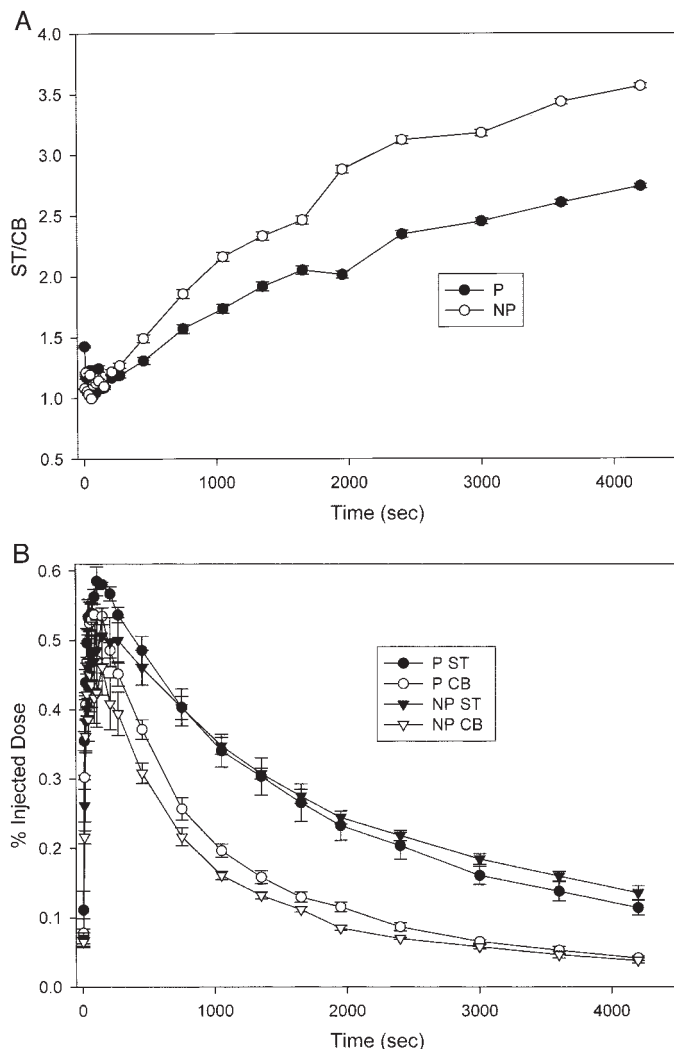 A
4.0
3.5
3.0
2.5
2.0
1.5
1.0
0.5
ST/CB
P
NP
0 1000 2000 3000 4000
Time (sec)
B
0.6
0.5
0.4
0.3
0.2
0.1
0.0
% Injected Dose
P ST
P CB
NP ST
NP CB
0 1000 2000 3000 4000
Time (sec)